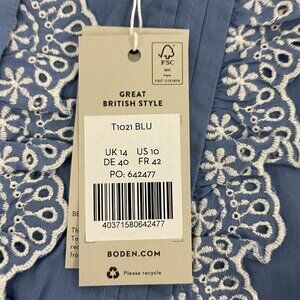 FSC
GREAT
BRITISH STYLE
T1021 BLU
UK 14 US 10
DE 40 FR 42
PO: 642477
40371580642477
BODEN.COM
Please recycle